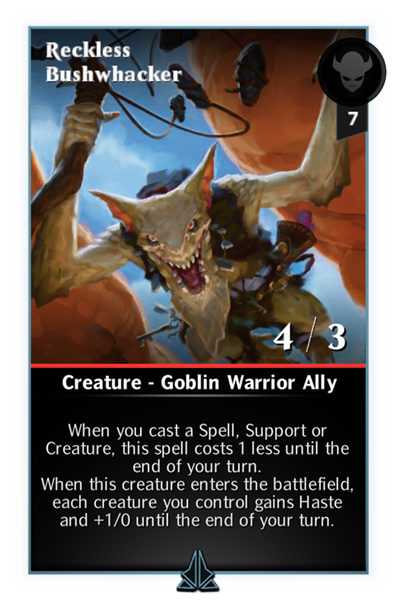 Reckless
Bushwhacker
7
4 / 3
Creature - Goblin Warrior Ally
When you cast a Spell, Support or
Creature, this spell costs 1 less until the
end of your turn.
When this creature enters the battlefield,
each creature you control gains Haste
and +1/0 until the end of your turn.